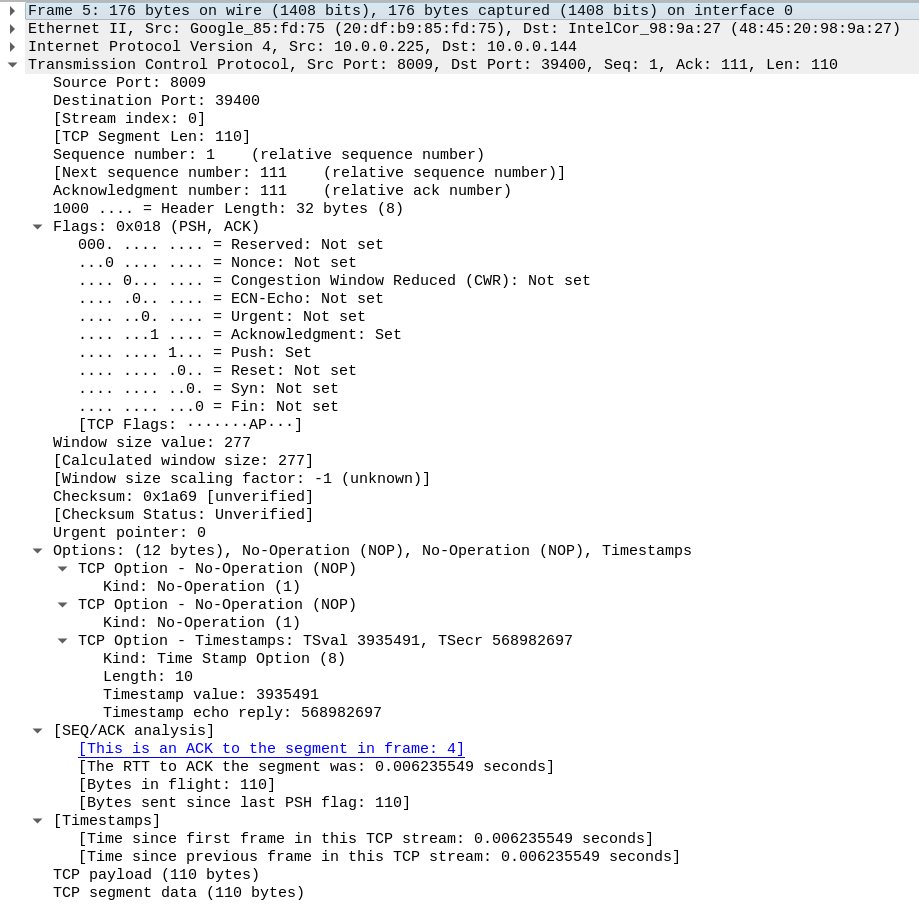 Frame 5: 176 bytes on wire (1408 bits), 176 bytes captured (1408 bits) on interface 0
Ethernet II, Src: Google_85:fd:75 (20:df:b9:85:fd:75), Dst: IntelCor_98:9a:27 (48:45:20:98:9a:27)
Internet Protocol Version 4, Src: 10.0.0.225, Dst: 10.0.0.144
Transmission Control Protocol, Src Port: 8009, Dst Port: 39400, Seq: 1, Ack: 111, Len: 110
Source Port: 8009
Destination Port: 39400
[Stream index: 0]
[TCP Segment Len: 110]
Sequence number: 1    (relative sequence number)
[Next sequence number: 111    (relative sequence number)]
Acknowledgment number: 111    (relative ack number)
1000 .... = Header Length: 32 bytes (8)
Flags: 0x018 (PSH, ACK)
000. .... .... = Reserved: Not set
...0 .... .... = Nonce: Not set
.... 0... .... = Congestion Window Reduced (CWR): Not set
.... .0.. .... = ECN-Echo: Not set
.... ..0. .... = Urgent: Not set
.... ...1 .... = Acknowledgment: Set
.... .... 1... = Push: Set
.... .... .0.. = Reset: Not set
.... .... ..0. = Syn: Not set
.... .... ...0 = Fin: Not set
[TCP Flags: ·······AP···]
Window size value: 277
[Calculated window size: 277]
[Window size scaling factor: -1 (unknown)]
Checksum: 0x1a69 [unverified]
[Checksum Status: Unverified]
Urgent pointer: 0
Options: (12 bytes), No-Operation (NOP), No-Operation (NOP), Timestamps
TCP Option - No-Operation (NOP)
Kind: No-Operation (1)
TCP Option - No-Operation (NOP)
Kind: No-Operation (1)
TCP Option - Timestamps: TSval 3935491, TSecr 568982697
Kind: Time Stamp Option (8)
Length: 10
Timestamp value: 3935491
Timestamp echo reply: 568982697
[SEQ/ACK analysis]
[This is an ACK to the segment in frame: 4]
[The RTT to ACK the segment was: 0.006235549 seconds]
[Bytes in flight: 110]
[Bytes sent since last PSH flag: 110]
[Timestamps]
[Time since first frame in this TCP stream: 0.006235549 seconds]
[Time since previous frame in this TCP stream: 0.006235549 seconds]
TCP payload (110 bytes)
TCP segment data (110 bytes)